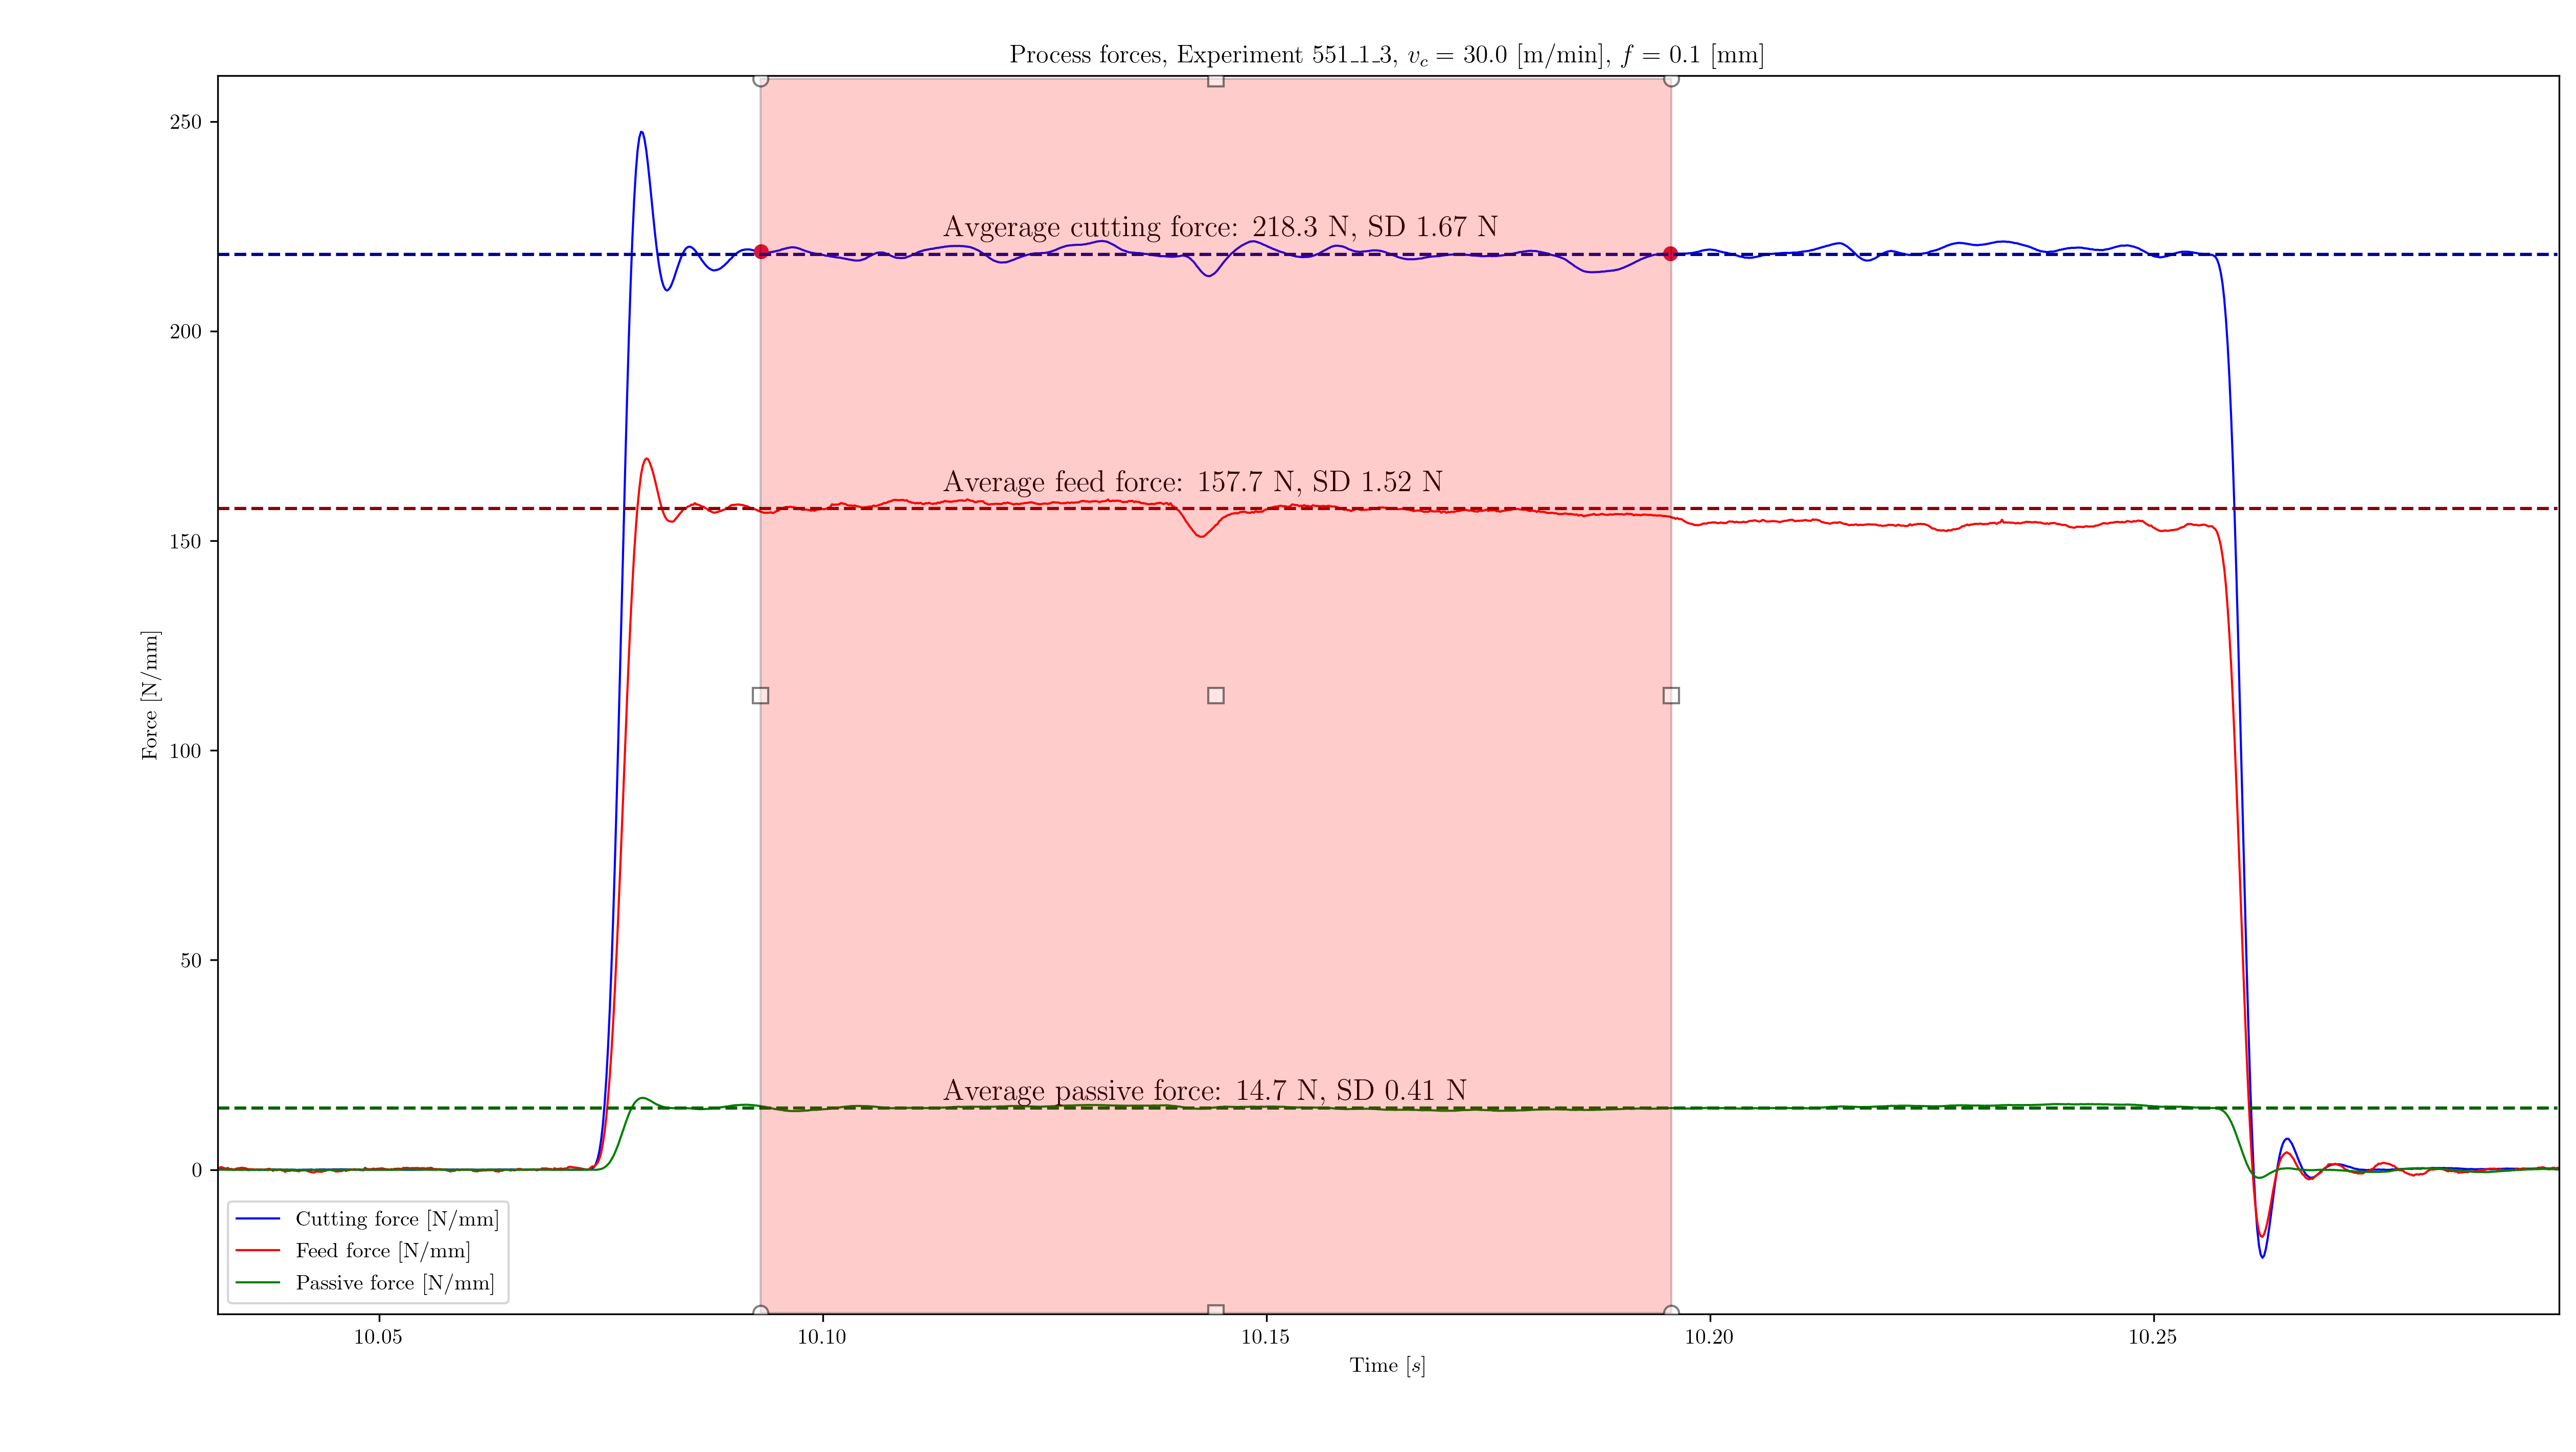 Process forces, Experiment 551_1_3, v_c = 30.0 [m/min], f = 0.1 [mm]
250
200
150
100
50
0
Force [N/mm]
Avgerage cutting force: 218.3 N, SD 1.67 N
Average feed force: 157.7 N, SD 1.52 N
Average passive force: 14.7 N, SD 0.41 N
Cutting force [N/mm]
Feed force [N/mm]
Passive force [N/mm]
10.05 10.10 10.15 10.20 10.25
Time [s]